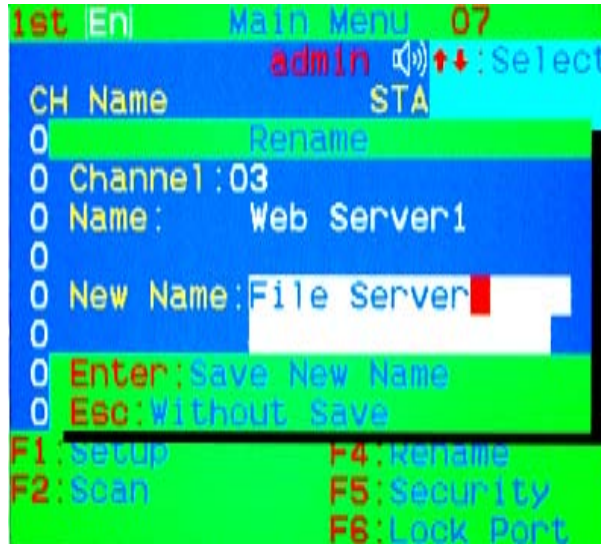 1st En Main Menu 07
admin ↑↓:Select
CH Name STA
0 Rename
0 Channel:03
0 Name: Web Server1
0
0 New Name:File Server
0
0 Enter:Save New Name
0 Esc:Without Save
F1:Setup F4:Rename
F2:Scan F5:Security
F6:Lock Port